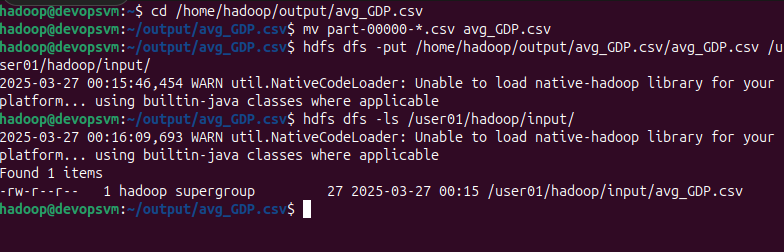 hadoop@devopsvm:~$ cd /home/hadoop/output/avg_GDP.csv
hadoop@devopsvm:~/output/avg_GDP.csv$ mv part-00000-*.csv avg_GDP.csv
hadoop@devopsvm:~/output/avg_GDP.csv$ hdfs dfs -put /home/hadoop/output/avg_GDP.csv/avg_GDP.csv /u
ser01/hadoop/input/
2025-03-27 00:15:46,454 WARN util.NativeCodeLoader: Unable to load native-hadoop library for your
platform... using builtin-java classes where applicable
hadoop@devopsvm:~/output/avg_GDP.csv$ hdfs dfs -ls /user01/hadoop/input/
2025-03-27 00:16:09,693 WARN util.NativeCodeLoader: Unable to load native-hadoop library for your
platform... using builtin-java classes where applicable
Found 1 items
-rw-r--r--   1 hadoop supergroup         27 2025-03-27 00:15 /user01/hadoop/input/avg_GDP.csv
hadoop@devopsvm:~/output/avg_GDP.csv$